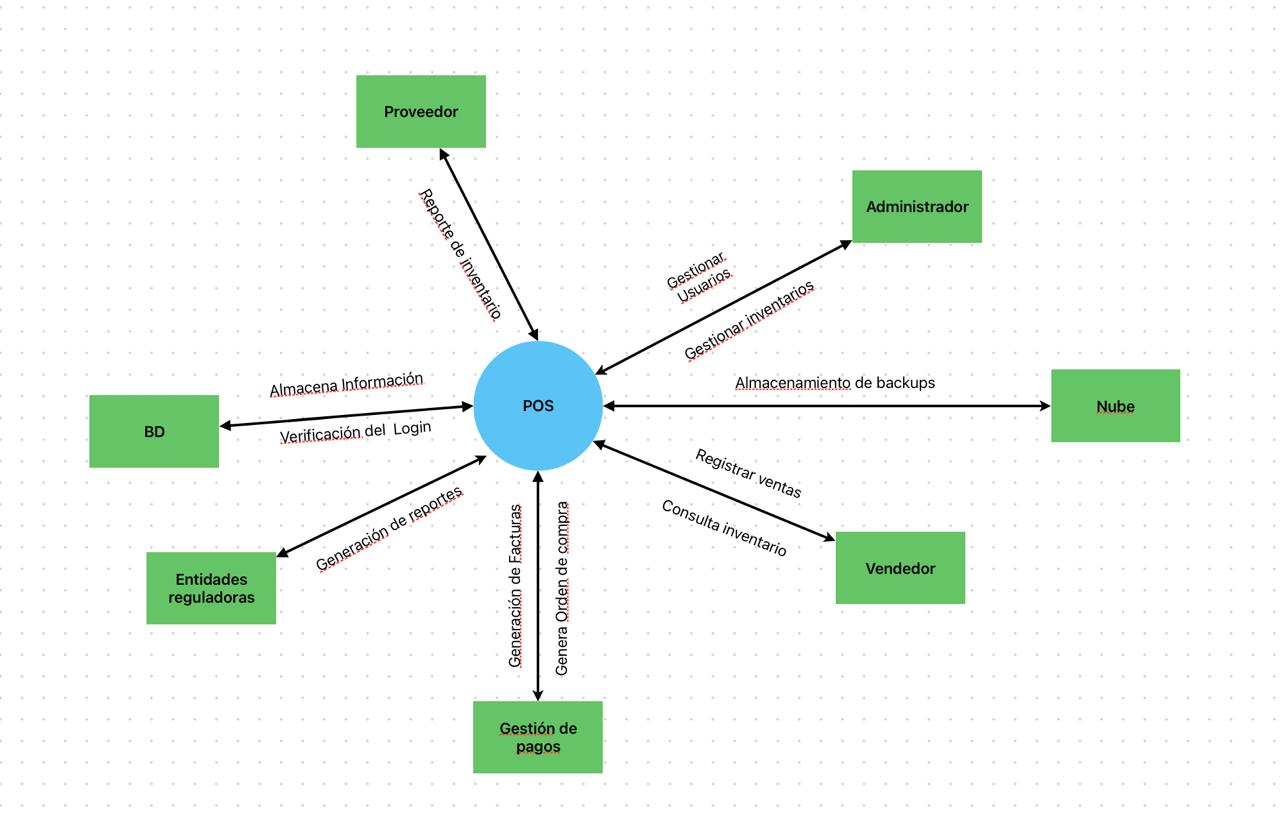 Proveedor
Administrador
Reporte de inventario
Gestionar
Usuarios
Gestionar inventarios
Almacena Información
Almacenamiento de backups
BD
POS
Nube
Verificación del  Login
Registrar ventas
Consulta inventario
Generación de reportes
Generación de Facturas
Genera Orden de compra
Vendedor
Entidades
reguladoras
Gestión de
pagos